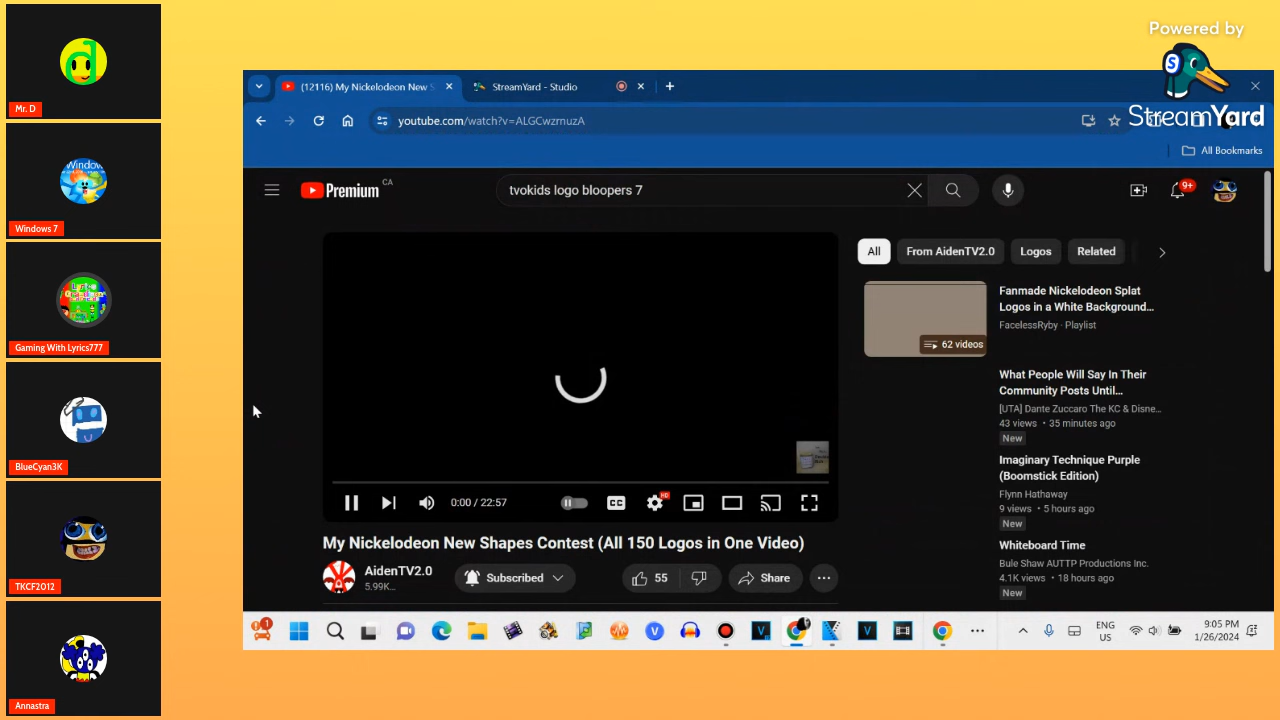 Powered by
StreamYard
Mr. D
Windows 7
Gaming With Lyrics777
BlueCyan3K
TKCF2012
Annastra
(12116) My Nickelodeon New S
StreamYard - Studio
youtube.com/watch?v=ALGCwzmuzA
All Bookmarks
Premium CA
tvokids logo bloopers 7
9+
All
From AidenTV2.0
Logos
Related
Fanmade Nickelodeon Splat
Logos in a White Background...
FacelessRyby · Playlist
62 videos
What People Will Say In Their
Community Posts Until...
[UTA] Dante Zuccaro The KC & Disne...
43 views • 35 minutes ago
New
Imaginary Technique Purple
(Boomstick Edition)
Flynn Hathaway
9 views • 5 hours ago
New
Whiteboard Time
Bule Shaw AUTTP Productions Inc.
4.1K views • 18 hours ago
New
0:00 / 22:57
CC
HD
My Nickelodeon New Shapes Contest (All 150 Logos in One Video)
AidenTV2.0
5.99K...
Subscribed
55
Share
ENG
US
9:05 PM
1/26/2024